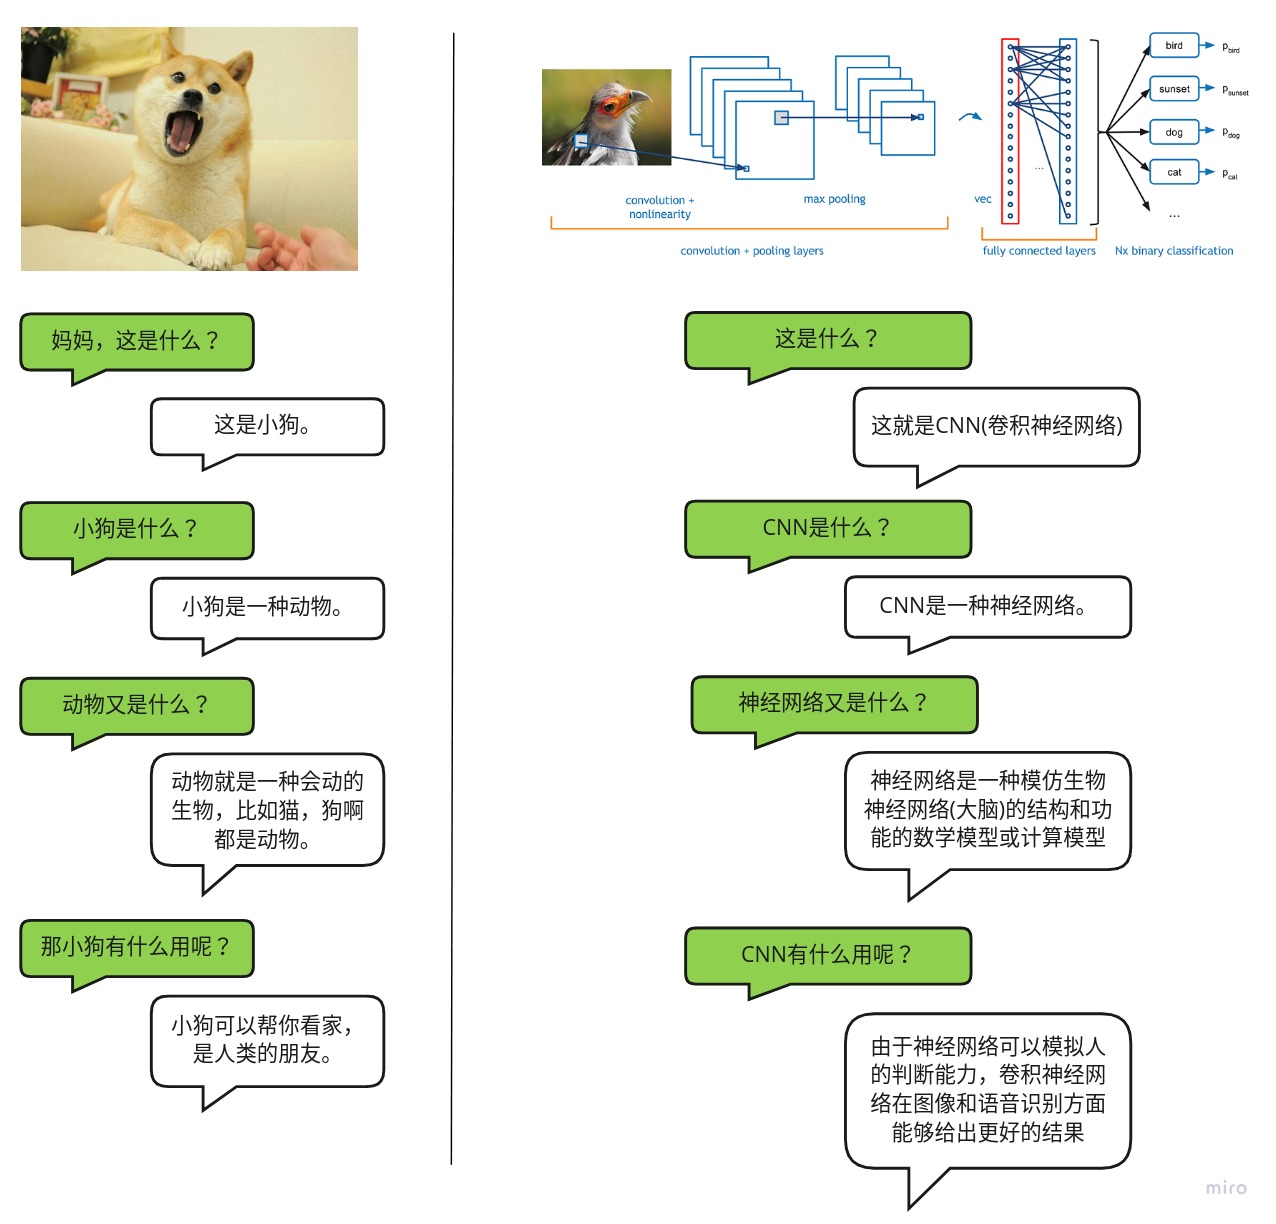 妈妈，这是什么？
这是小狗。
小狗是什么？
小狗是一种动物。
动物又是什么？
动物就是一种会动的
生物，比如猫，狗啊
都是动物。
那小狗有什么用呢？
小狗可以帮你看家，
是人类的朋友。
convolution +
nonlinearity
max pooling
convolution + pooling layers
vec
...
fully connected layers
bird
p bird
sunset
p sunset
dog
p dog
cat
p cat
...
Nx binary classification
这是什么？
这就是CNN(卷积神经网络)
CNN是什么？
CNN是一种神经网络。
神经网络又是什么？
神经网络是一种模仿生物
神经网络(大脑)的结构和功
能的数学模型或计算模型
CNN有什么用呢？
由于神经网络可以模拟人
的判断能力，卷积神经网
络在图像和语音识别方面
能够给出更好的结果
miro